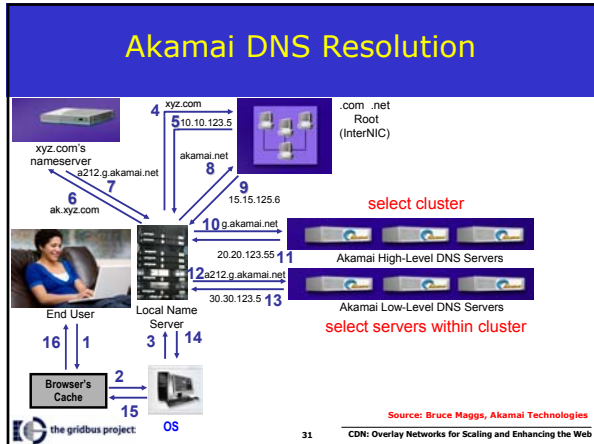 Akamai DNS Resolution
xyz.com
4
5 10.10.123.5
.com .net
Root
(InterNIC)
xyz.com's
nameserver
akamai.net
8
a212.g.akamai.net
7
9
15.15.125.6
6
ak.xyz.com
select cluster
10 g.akamai.net
20.20.123.55 11
Akamai High-Level DNS Servers
12 a212.g.akamai.net
30.30.123.5 13
Akamai Low-Level DNS Servers
select servers within cluster
End User
Local Name
Server
16
1
3
14
Browser's
Cache
2
15
OS
Source: Bruce Maggs, Akamai Technologies
the gridbus project
31
CDN: Overlay Networks for Scaling and Enhancing the Web